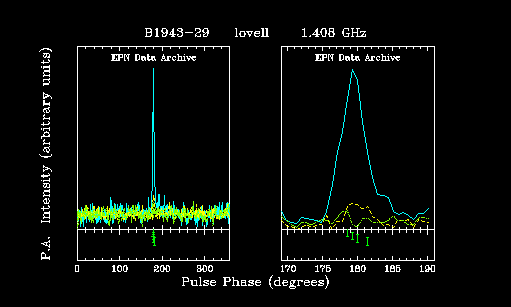 B1943-29 lovell 1.408 GHz
EPN Data Archive EPN Data Archive
P.A. Intensity (arbitrary units)
0 100 200 300 170 175 180 185 190
Pulse Phase (degrees)